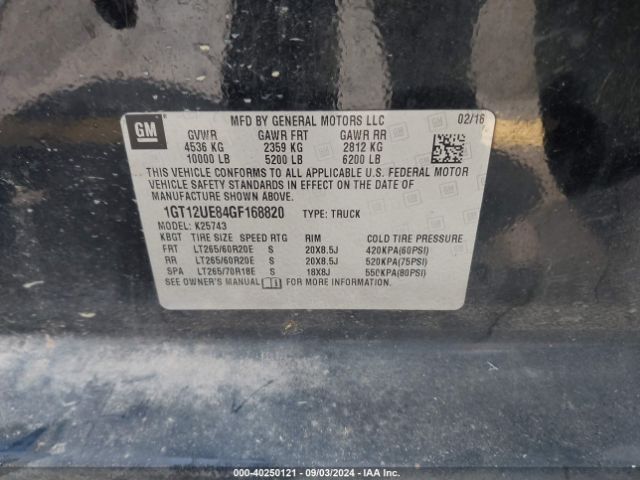 MFD BY GENERAL MOTORS LLC 02/16
GM
GVWR GAWR FRT GAWR RR
4536 KG 2359 KG 2812 KG
10000 LB 5200 LB 6200 LB
THIS VEHICLE CONFORMS TO ALL APPLICABLE U.S. FEDERAL MOTOR
VEHICLE SAFETY STANDARDS IN EFFECT ON THE DATE OF
MANUFACTURE SHOWN ABOVE.
1GT12UE84GF168820 TYPE: TRUCK
MODEL: K25743
KBGT TIRE SIZE SPEED RTG RIM COLD TIRE PRESSURE
FRT LT265/60R20E S 20X8.5J 420KPA(60PSI)
RR LT265/60R20E S 20X8.5J 520KPA(75PSI)
SPA LT265/70R18E S 18X8J 550KPA(80PSI)
SEE OWNER'S MANUAL FOR MORE INFORMATION.
000-40250121 - 09/03/2024 - IAA Inc.